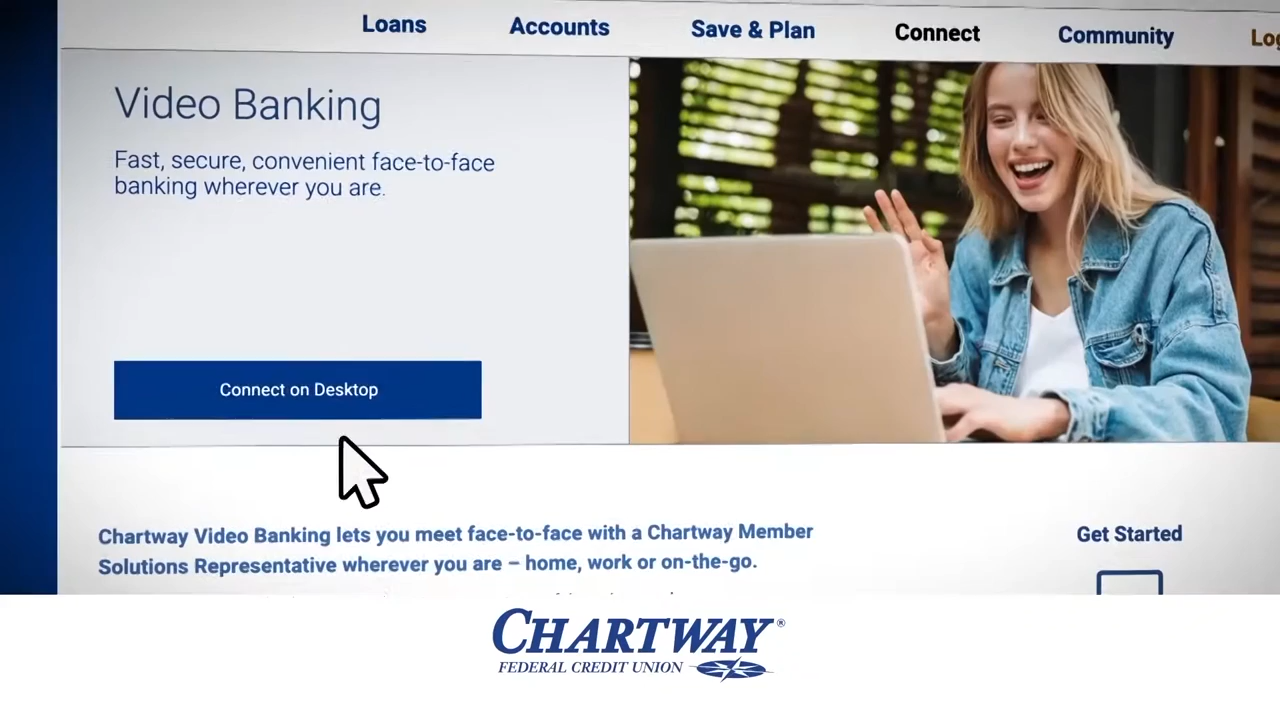 Loans Accounts Save & Plan Connect Community
Video Banking
Fast, secure, convenient face-to-face
banking wherever you are.
Connect on Desktop
Chartway Video Banking lets you meet face-to-face with a Chartway Member
Solutions Representative wherever you are – home, work or on-the-go.
Get Started
CHARTWAY®
FEDERAL CREDIT UNION